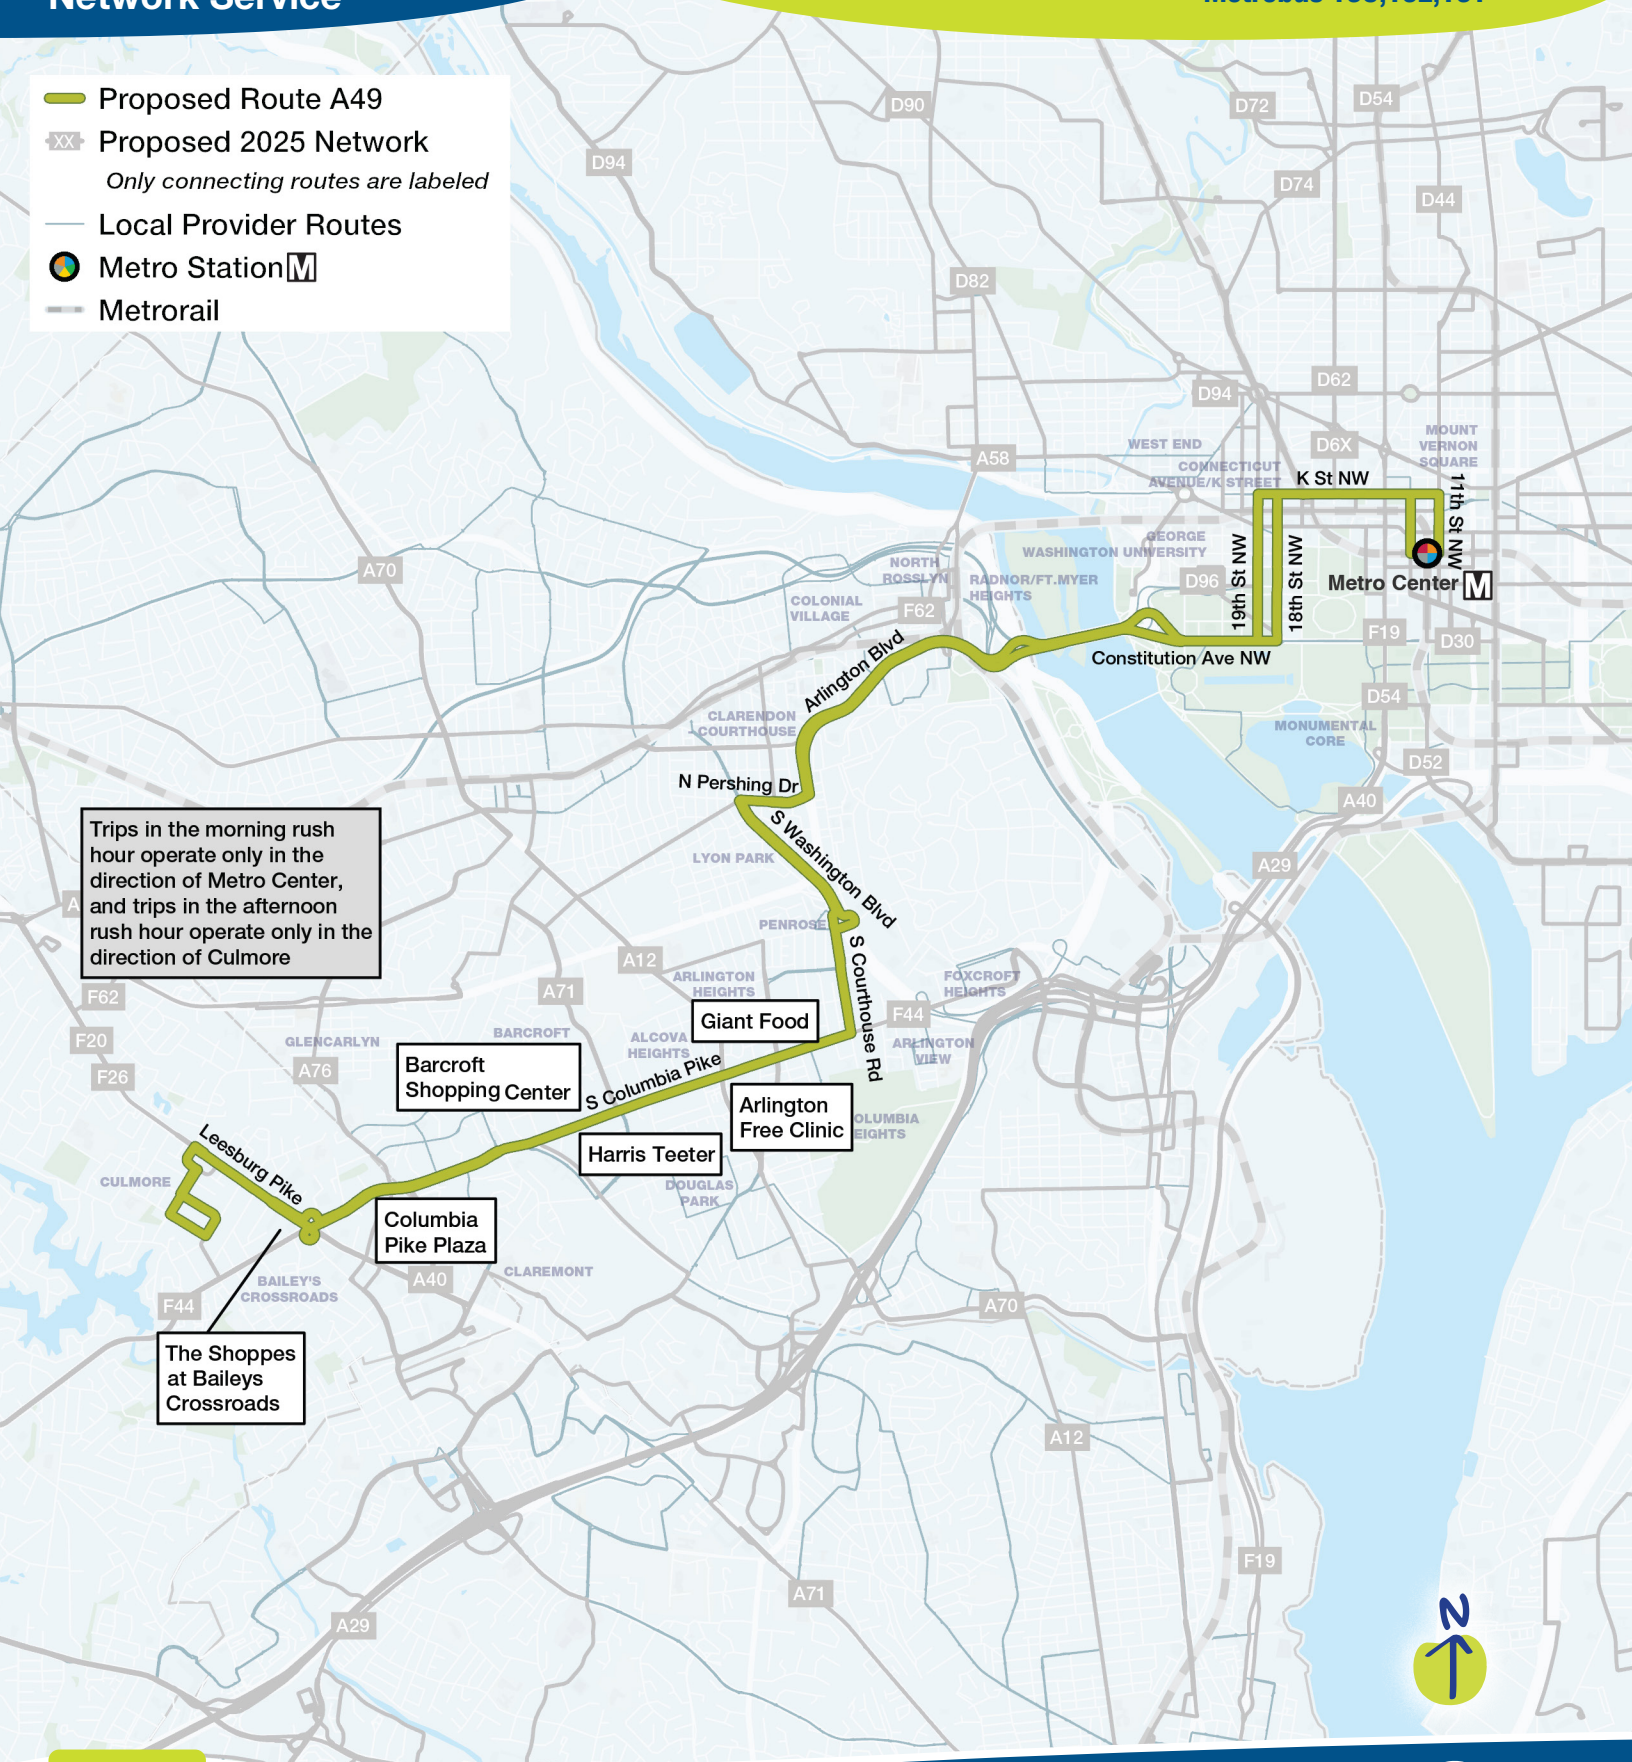 Network Service
Proposed Route A49
XX Proposed 2025 Network
Only connecting routes are labeled
Local Provider Routes
Metro Station M
Metrorail
D90
D72
D54
D94
D74
D44
D82
D94
D62
D6X
A58
WEST END
MOUNT
VERNON
SQUARE
CONNECTICUT
AVENUE/K STREET
K St NW
11th St NW
GEORGE
WASHINGTON UNIVERSITY
19th St NW
18th St NW
Metro Center M
D96
A70
NORTH
ROSSLYN
RADNOR/FT.MYER
HEIGHTS
COLONIAL
VILLAGE
F62
F19
D30
Constitution Ave NW
Arlington Blvd
D54
CLARENDON
COURTHOUSE
MONUMENTAL
CORE
D52
N Pershing Dr
A40
S Washington Blvd
LYON PARK
A29
Trips in the morning rush
hour operate only in the
direction of Metro Center,
and trips in the afternoon
rush hour operate only in the
direction of Culmore
PENROSE
S Courthouse Rd
A12
ARLINGTON
HEIGHTS
FOXCROFT
HEIGHTS
F62
A71
F20
Giant Food
F44
GLENCARLYN
BARCROFT
ALCOVA
HEIGHTS
ARLINGTON
VIEW
F26
A76
Barcroft
Shopping Center
S Columbia Pike
Arlington
Free Clinic
OLUMBIA
EIGHTS
Leesburg Pike
Harris Teeter
CULMORE
DOUGLAS
PARK
Columbia
Pike Plaza
BAILEY'S
CROSSROADS
A40
CLAREMONT
F44
A70
The Shoppes
at Baileys
Crossroads
A12
F19
A71
A29
N